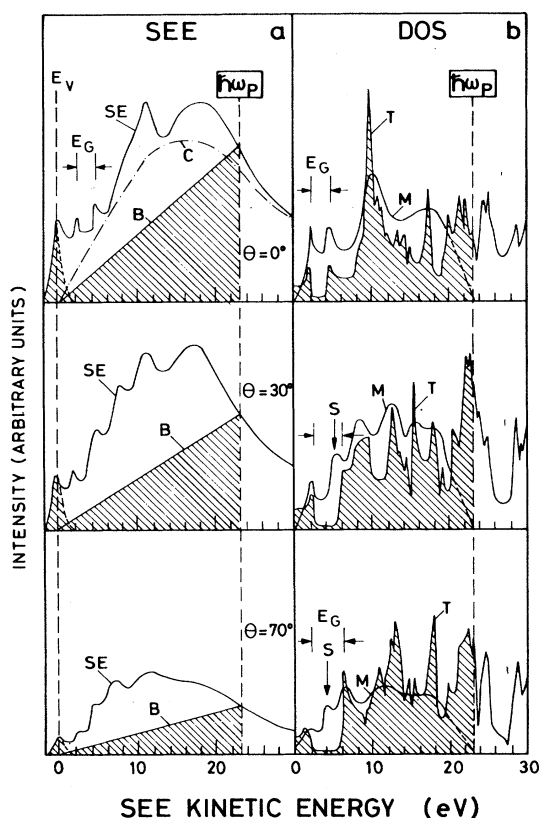 SEE a
DOS b
E_V
ħω_P
ħω_P
SE
E_G
C
B
Θ=0°
E_G
T
M
SE
B
Θ=30°
S
M
T
SE
B
Θ=70°
E_G
S
M
T
INTENSITY (ARBITRARY UNITS)
0 10 20 0 10 20 30
SEE KINETIC ENERGY (eV)